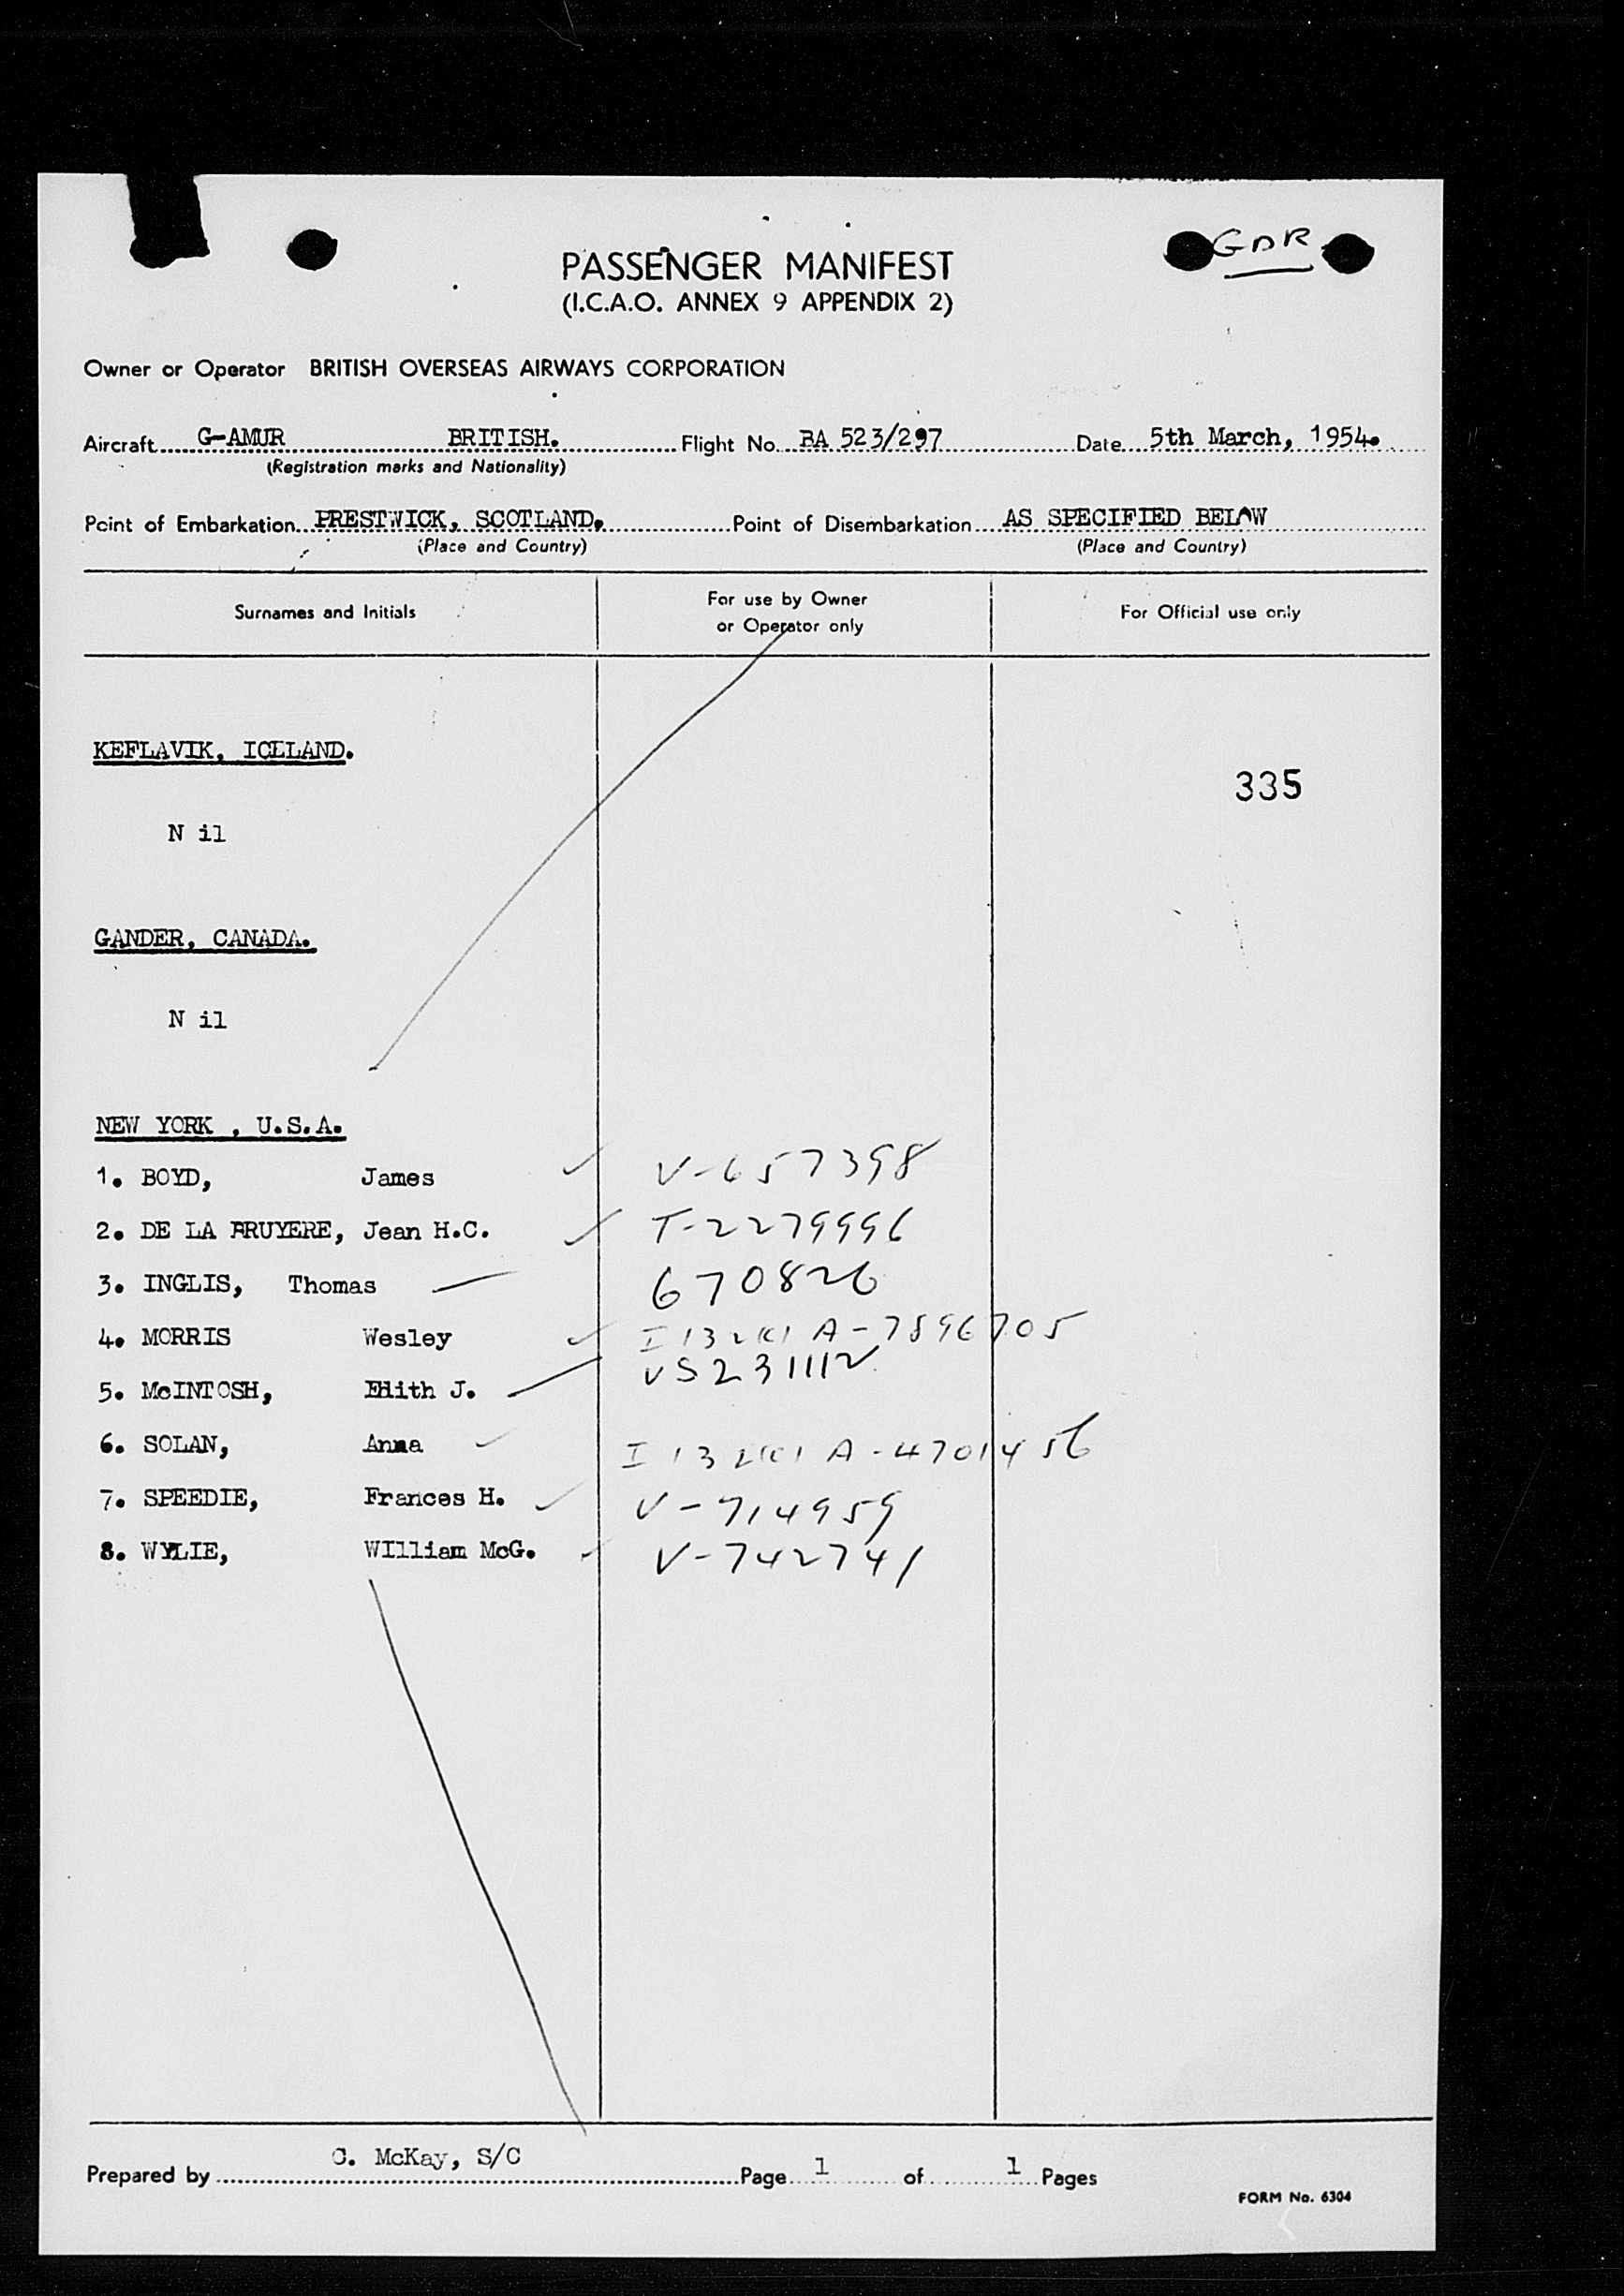 GDR
PASSENGER MANIFEST
(I.C.A.O. ANNEX 9 APPENDIX 2)
Owner or Operator BRITISH OVERSEAS AIRWAYS CORPORATION
Aircraft G-AMUR BRITISH. Flight No. BA 523/297 Date 5th March, 1954.
(Registration marks and Nationality)
Point of Embarkation PRESTWICK, SCOTLAND. Point of Disembarkation AS SPECIFIED BELOW
(Place and Country) (Place and Country)
Surnames and Initials For use by Owner or Operator only For Official use only
KEFLAVIK, ICELAND.
335
N il
GANDER, CANADA.
N il
NEW YORK , U.S.A.
1. BOYD, James V-657398
2. DE LA BRUYERE, Jean H.C. T-2279996
3. INGLIS, Thomas 670826
4. MORRIS Wesley A-7896705
5. McINTOSH, Edith J. VS231112
6. SOLAN, Anna A-4701456
7. SPEEDIE, Frances H. V-714959
8. WYLIE, WIlliam McG. V-742741
Prepared by C. McKay, S/C Page 1 of 1 Pages
FORM No. 6304